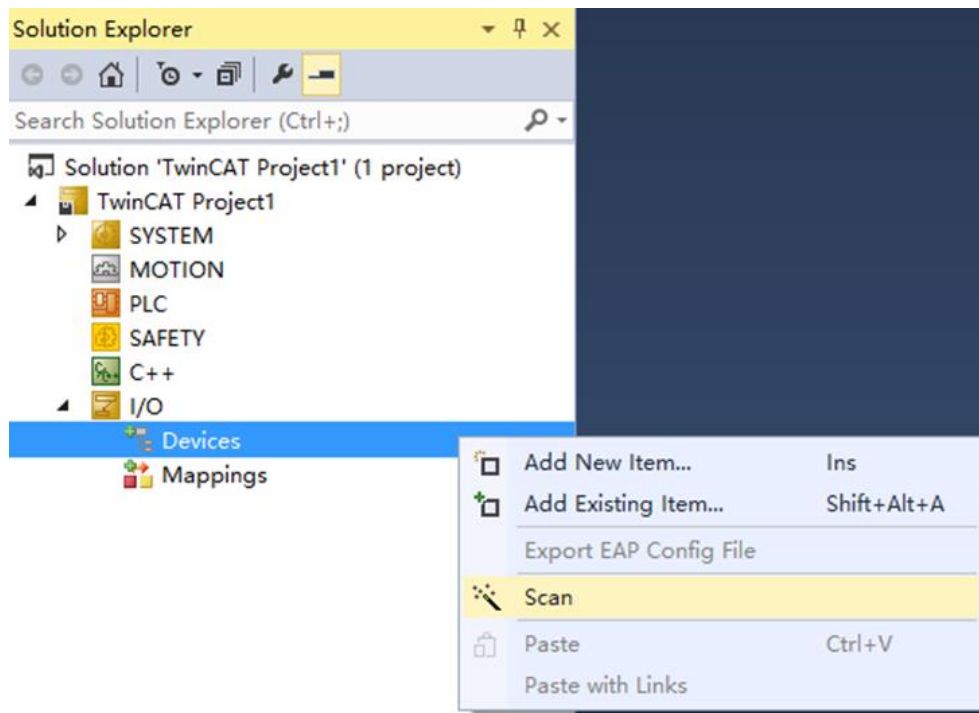 Solution Explorer
Search Solution Explorer (Ctrl+;)
Solution 'TwinCAT Project1' (1 project)
TwinCAT Project1
SYSTEM
MOTION
PLC
SAFETY
C++
I/O
Devices
Mappings
Add New Item... Ins
Add Existing Item... Shift+Alt+A
Export EAP Config File
Scan
Paste Ctrl+V
Paste with Links